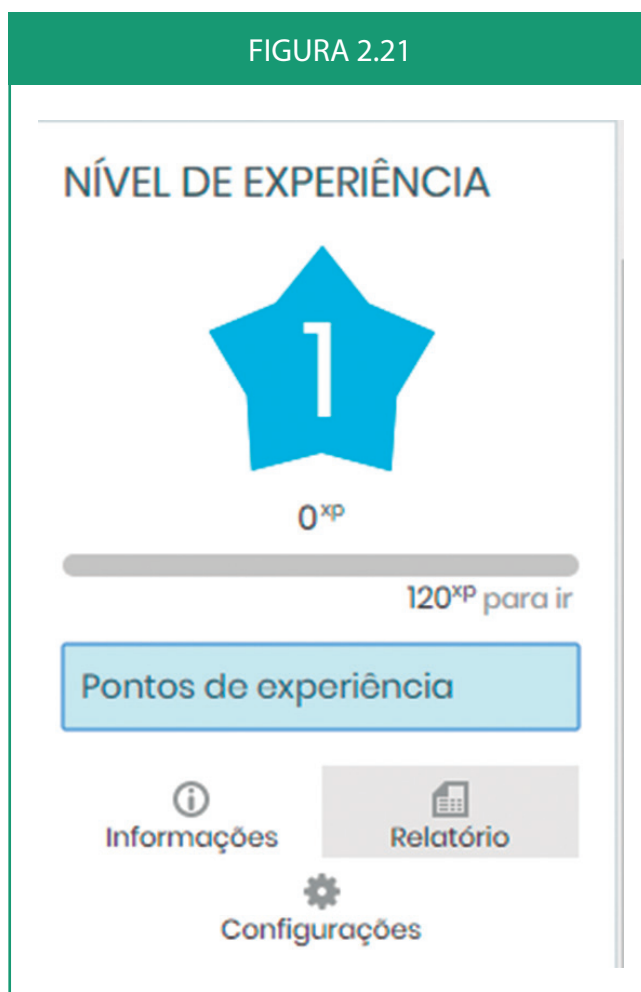 FIGURA 2.21
NÍVEL DE EXPERIÊNCIA
1
0xp
120xp para ir
Pontos de experiência
Informações
Relatório
Configurações